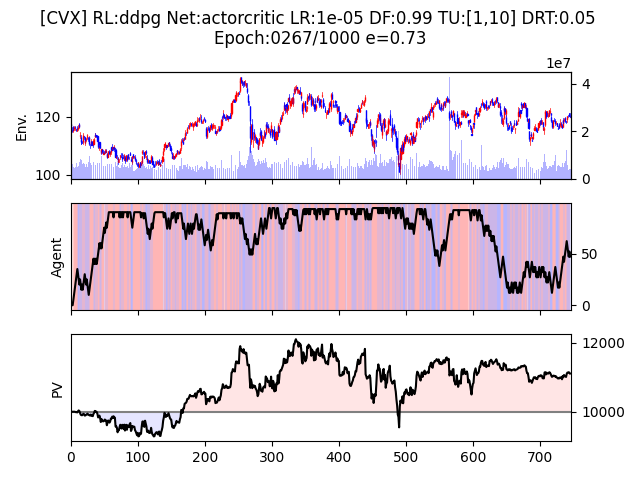 [CVX] RL:ddpg Net:actorcritic LR:1e-05 DF:0.99 TU:[1,10] DRT:0.05
Epoch:0267/1000 e=0.73
1e7
Env.
120
100
4
2
0
Agent
50
0
PV
12000
10000
0 100 200 300 400 500 600 700